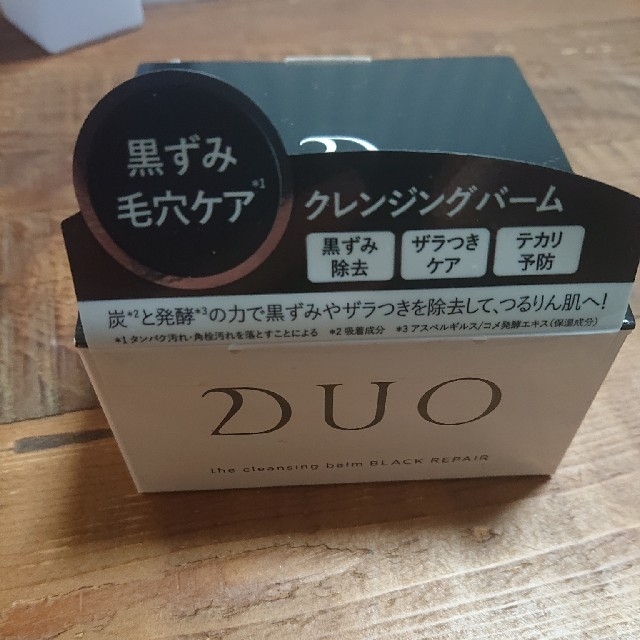 黒ずみ
毛穴ケア*1
クレンジングバーム
黒ずみ
除去
ザラつき
ケア
テカリ
予防
炭*2と発酵*3の力で黒ずみやザラつきを除去して、つるりん肌へ!
*1 タンパク汚れ・角栓汚れを落とすことによる *2 吸着成分 *3 アスペルギルス/コメ発酵エキス(保湿成分)
DUO
the cleansing balm BLACK REPAIR